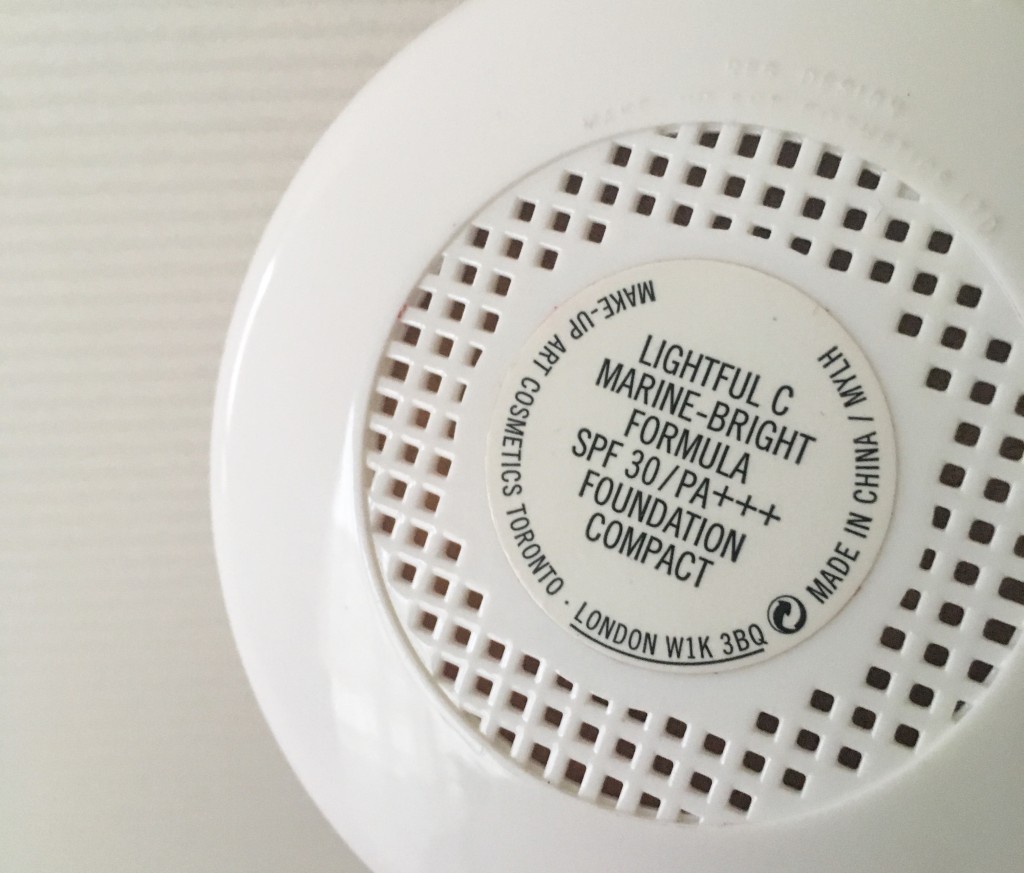 LIGHTFUL C
MARINE-BRIGHT
FORMULA
SPF 30/PA+++
FOUNDATION
COMPACT
MAKE-UP ART COSMETICS TORONTO · LONDON W1K 3BQ
MADE IN CHINA / MYLH